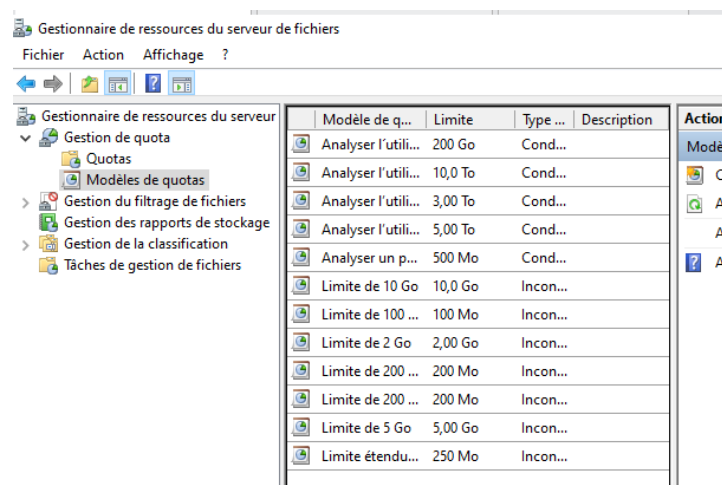 Gestionnaire de ressources du serveur de fichiers
Fichier Action Affichage ?
Gestionnaire de ressources du serveur
Gestion de quota
Quotas
Modèles de quotas
Gestion du filtrage de fichiers
Gestion des rapports de stockage
Gestion de la classification
Tâches de gestion de fichiers
Modèle de q... Limite Type ... Description
Analyser l´utili... 200 Go Cond...
Analyser l´utili... 10,0 To Cond...
Analyser l´utili... 3,00 To Cond...
Analyser l´utili... 5,00 To Cond...
Analyser un p... 500 Mo Cond...
Limite de 10 Go 10,0 Go Incon...
Limite de 100 ... 100 Mo Incon...
Limite de 2 Go 2,00 Go Incon...
Limite de 200 ... 200 Mo Incon...
Limite de 200 ... 200 Mo Incon...
Limite de 5 Go 5,00 Go Incon...
Limite étendu... 250 Mo Incon...
Action
Modè
C
A
A
A